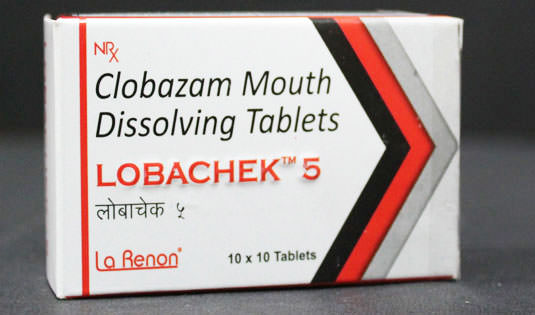 NRx
Clobazam Mouth
Dissolving Tablets
LOBACHEK™ 5
लोबाचेक ५
La Renon®
10 x 10 Tablets